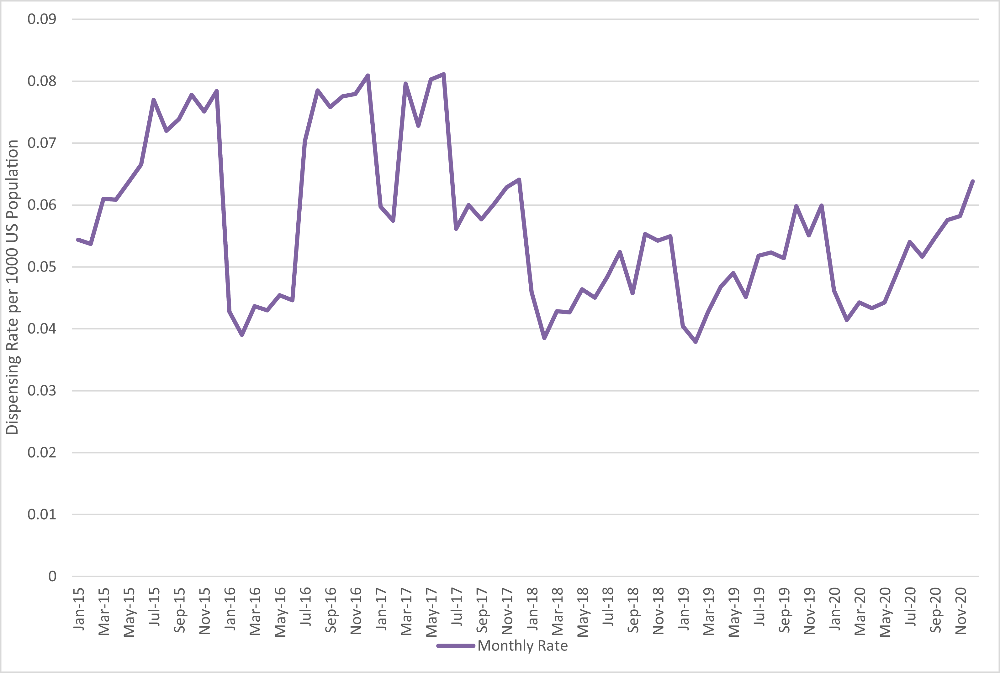 0.09
0.08
0.07
0.06
0.05
0.04
0.03
0.02
0.01
0
Dispensing Rate per 1000 US Population
Jan-15
Mar-15
May-15
Jul-15
Sep-15
Nov-15
Jan-16
Mar-16
May-16
Jul-16
Sep-16
Nov-16
Jan-17
Mar-17
May-17
Jul-17
Sep-17
Nov-17
Jan-18
Mar-18
May-18
Jul-18
Sep-18
Nov-18
Jan-19
Mar-19
May-19
Jul-19
Sep-19
Nov-19
Jan-20
Mar-20
May-20
Jul-20
Sep-20
Nov-20
Monthly Rate